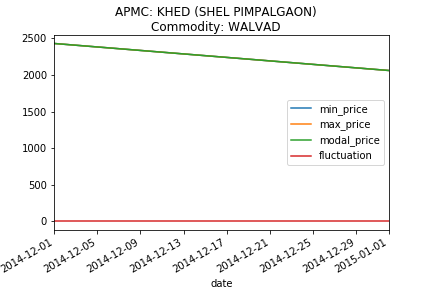 APMC: KHED (SHEL PIMPALGAON)
Commodity: WALVAD
2500
2000
1500
1000
500
0
min_price
max_price
modal_price
fluctuation
2014-12-01
2014-12-05
2014-12-09
2014-12-13
2014-12-17
2014-12-21
2014-12-25
2014-12-29
2015-01-01
date